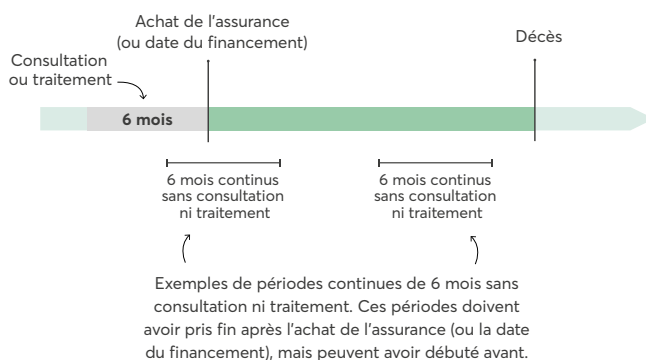 Achat de l'assurance
(ou date du financement)
Décès
Consultation
ou traitement
6 mois
6 mois continus
sans consultation
ni traitement
6 mois continus
sans consultation
ni traitement
Exemples de périodes continues de 6 mois sans
consultation ni traitement. Ces périodes doivent
avoir pris fin après l'achat de l'assurance (ou la date
du financement), mais peuvent avoir débuté avant.